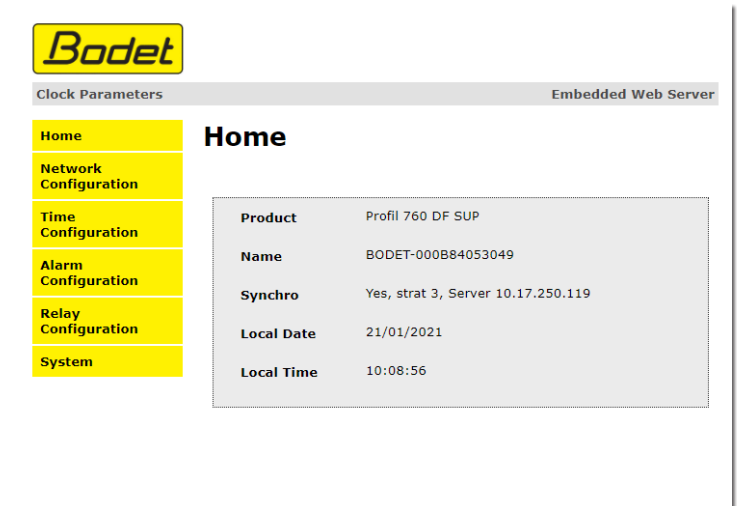 Bodet
Clock Parameters Embedded Web Server
Home
Network
Configuration
Time
Configuration
Alarm
Configuration
Relay
Configuration
System
Home
Product Profil 760 DF SUP
Name BODET-000B84053049
Synchro Yes, strat 3, Server 10.17.250.119
Local Date 21/01/2021
Local Time 10:08:56